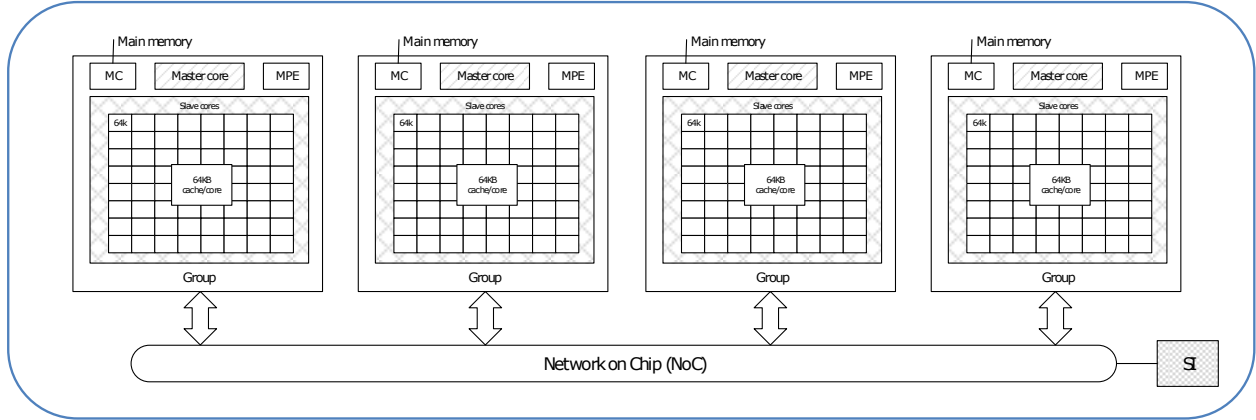 Main memory
MC
Master core
MPE
Slave cores
64k
64KB
cache/core
Group
Main memory
MC
Master core
MPE
Slave cores
64k
64KB
cache/core
Group
Main memory
MC
Master core
MPE
Slave cores
64k
64KB
cache/core
Group
Main memory
MC
Master core
MPE
Slave cores
64k
64KB
cache/core
Group
Network on Chip (NoC)
SI